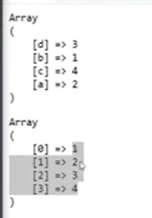 Array
(
[d] => 3
[b] => 1
[c] => 4
[a] => 2
)
Array
(
[0] => 1
[1] => 2
[2] => 3
[3] => 4
)